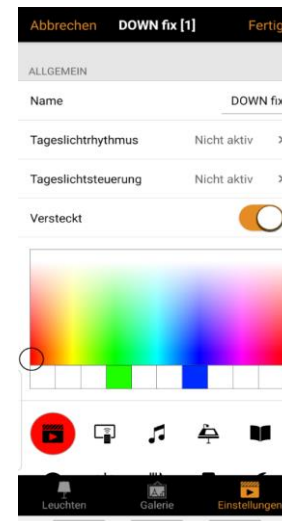 Abbrechen DOWN fix [1] Fertig
ALLGEMEIN
Name DOWN fix
Tageslichtrhythmus Nicht aktiv
Tageslichtsteuerung Nicht aktiv
Versteckt
Leuchten Galerie Einstellungen